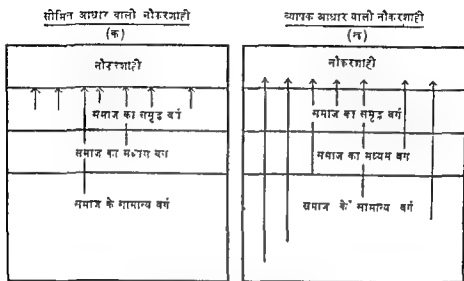 सीमित आधार वाली नौकरशाही
(क)
नौकरशाही
समाज का समृद्ध वर्ग
समाज का मध्यम वर्ग
समाज के सामान्य वर्ग
व्यापक आधार वाली नौकरशाही
(ख)
नौकरशाही
समाज का समृद्ध वर्ग
समाज का मध्यम वर्ग
समाज के सामान्य वर्ग